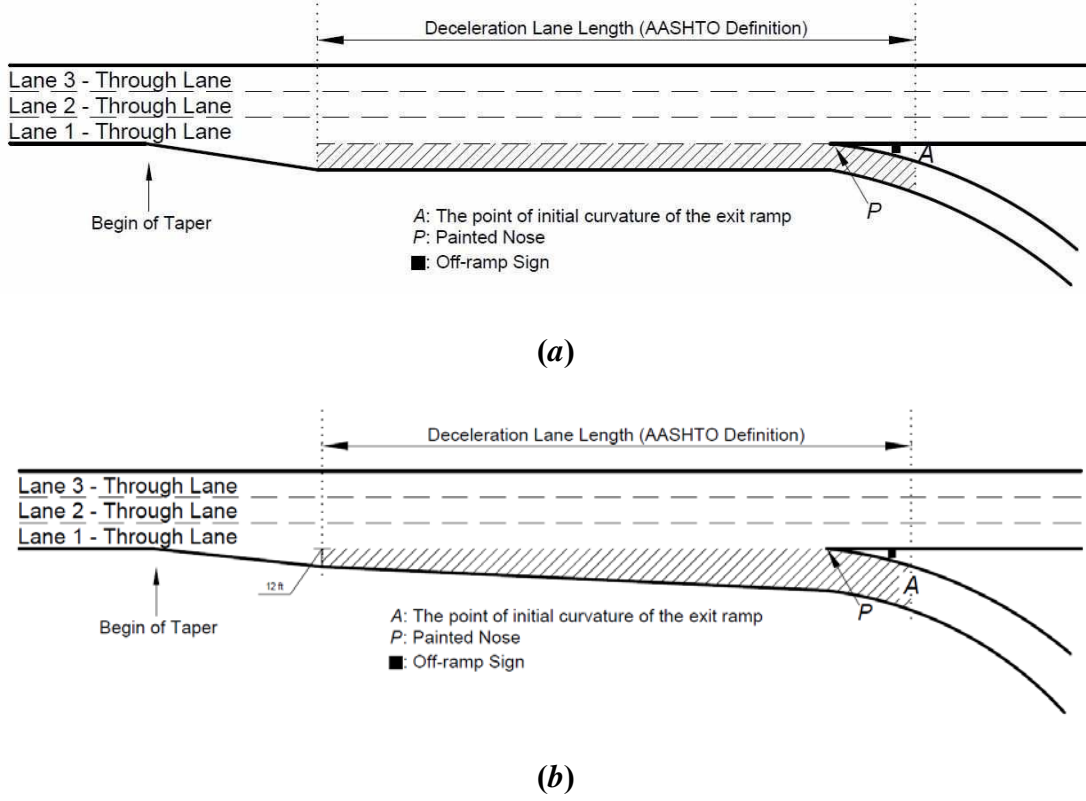 Deceleration Lane Length (AASHTO Definition)
Lane 3 - Through Lane
Lane 2 - Through Lane
Lane 1 - Through Lane
A
P
Begin of Taper
A: The point of initial curvature of the exit ramp
P: Painted Nose
■: Off-ramp Sign
(a)
Deceleration Lane Length (AASHTO Definition)
Lane 3 - Through Lane
Lane 2 - Through Lane
Lane 1 - Through Lane
12 ft
A
P
Begin of Taper
A: The point of initial curvature of the exit ramp
P: Painted Nose
■: Off-ramp Sign
(b)